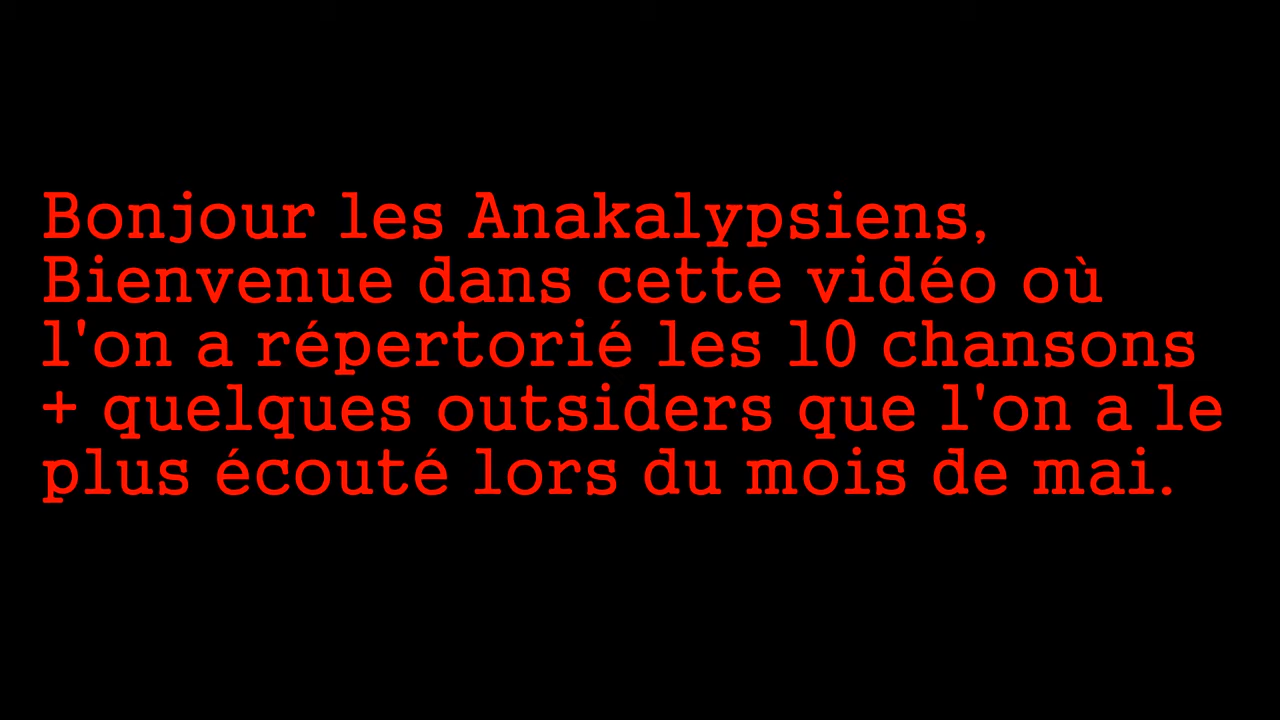 Bonjour les Anakalypsiens,
Bienvenue dans cette vidéo où
l'on a répertorié les 10 chansons
+ quelques outsiders que l'on a le
plus écouté lors du mois de mai.